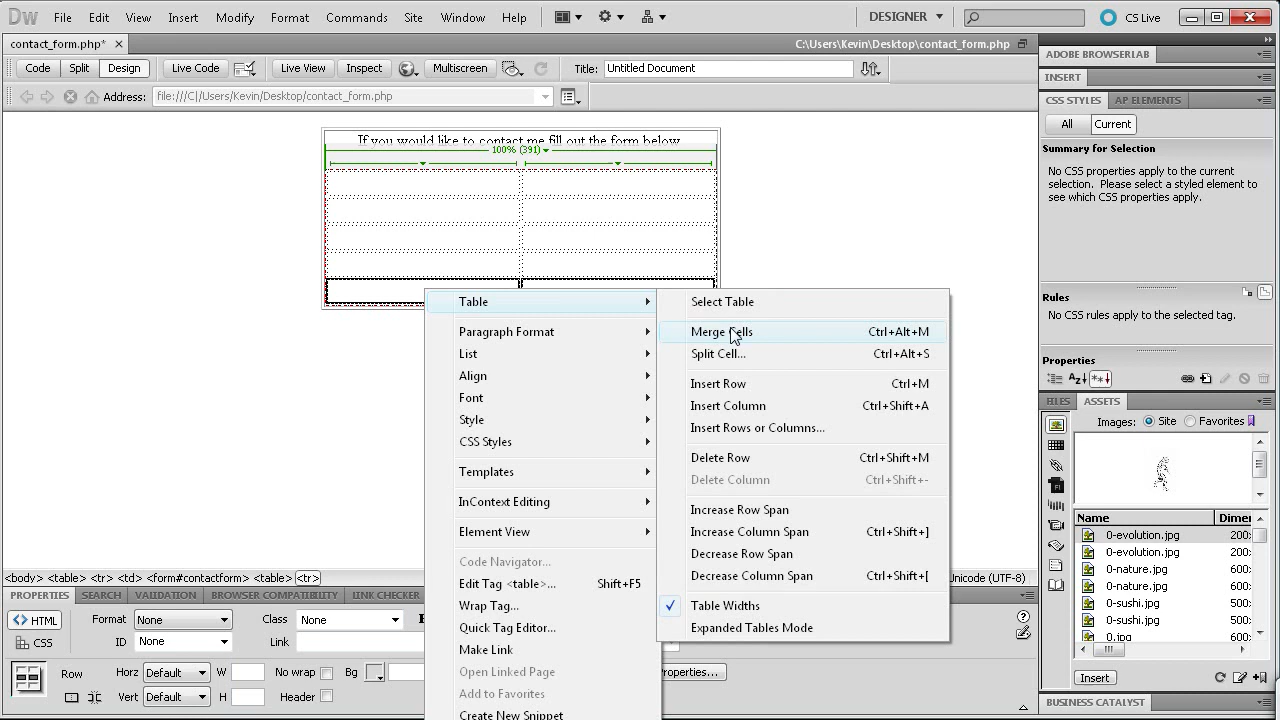 Dw File Edit View Insert Modify Format Commands Site Window Help DESIGNER CS Live
contact_form.php* C:\Users\Kevin\Desktop\contact_form.php
Code Split Design Live Code Live View Inspect Multiscreen Title: Untitled Document
Address: file:///C|/Users/Kevin/Desktop/contact_form.php
If you would like to contact me fill out the form below
100% (391)
Table
Paragraph Format
List
Align
Font
Style
CSS Styles
Templates
InContext Editing
Element View
Code Navigator...
Edit Tag <table>... Shift+F5
Wrap Tag...
Quick Tag Editor...
Make Link
Open Linked Page
Add to Favorites
Create New Snippet
Select Table
Merge Cells Ctrl+Alt+M
Split Cell... Ctrl+Alt+S
Insert Row Ctrl+M
Insert Column Ctrl+Shift+A
Insert Rows or Columns...
Delete Row Ctrl+Shift+M
Delete Column Ctrl+Shift+-
Increase Row Span
Increase Column Span Ctrl+Shift+]
Decrease Row Span
Decrease Column Span Ctrl+Shift+[
Table Widths
Expanded Tables Mode
<body> <table> <tr> <td> <form#contactform> <table> <tr>
Unicode (UTF-8)
PROPERTIES SEARCH VALIDATION BROWSER COMPATIBILITY LINK CHECKER
HTML Format None Class None
CSS ID None Link
Row Horz Default W No wrap Bg
Vert Default H Header
ADOBE BROWSERLAB
INSERT
CSS STYLES AP ELEMENTS
All Current
Summary for Selection
No CSS properties apply to the current
selection. Please select a styled element to
see which CSS properties apply.
Rules
No CSS rules apply to the selected tag.
Properties
FILES ASSETS
Images: Site Favorites
Name
0-evolution.jpg 200
0-evolution.jpg 200
0-nature.jpg 200
0-nature.jpg 200
0-sushi.jpg 200
0-sushi.jpg 200
Insert
BUSINESS CATALYST